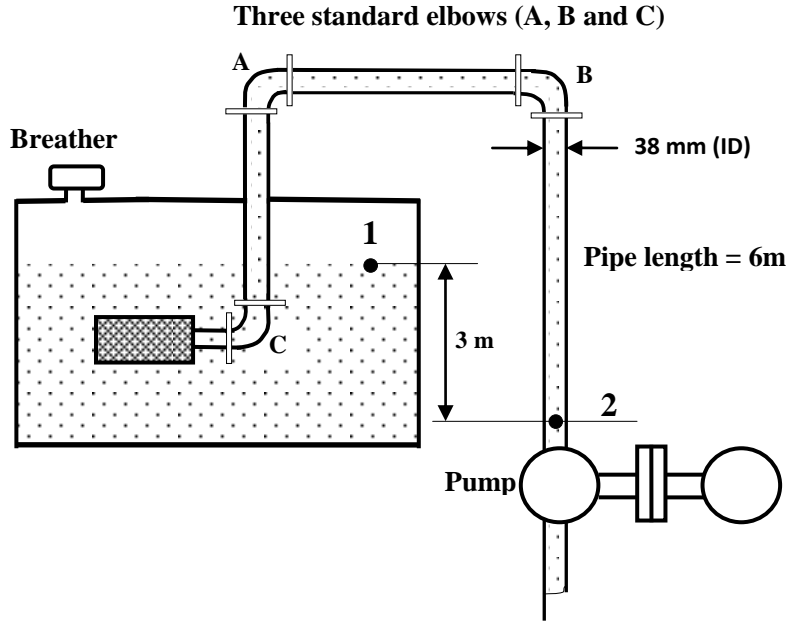 Three standard elbows (A, B and C)
A
B
Breather
38 mm (ID)
1
Pipe length = 6m
C
3 m
2
Pump